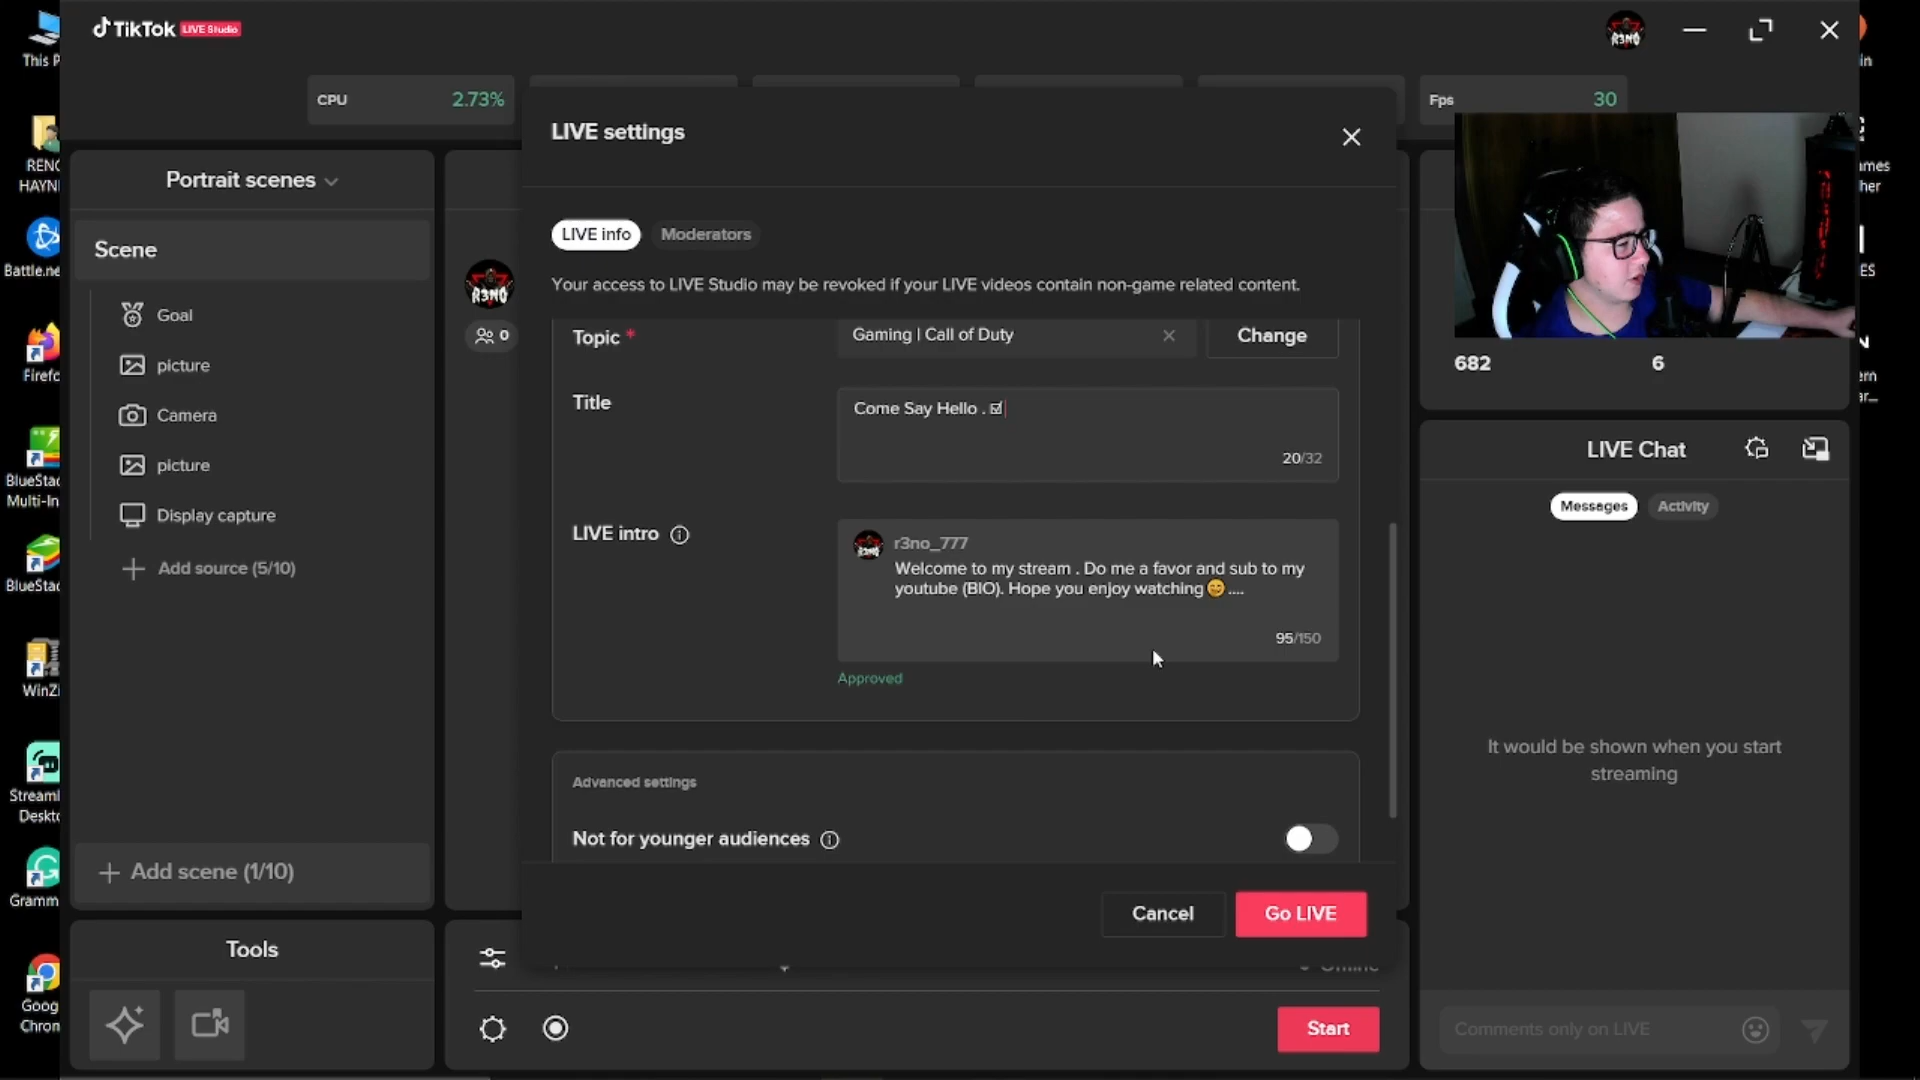 TikTok LIVE Studio
CPU 2.73%
Fps 30
LIVE settings
Portrait scenes
LIVE info Moderators
Your access to LIVE Studio may be revoked if your LIVE videos contain non-game related content.
Scene
Goal
picture
Camera
picture
Display capture
Add source (5/10)
Add scene (1/10)
Tools
R3NO
0
Topic *
Gaming | Call of Duty
Change
Title
Come Say Hello . ☑
20/32
LIVE intro
r3no_777
Welcome to my stream . Do me a favor and sub to my
youtube (BIO). Hope you enjoy watching 😊 ....
95/150
Approved
Advanced settings
Not for younger audiences
Cancel
Go LIVE
Start
682 6
LIVE Chat
Messages Activity
It would be shown when you start
streaming
Comments only on LIVE
This P
RENO
HAYN
Battle.ne
Firefo
BlueStac
Multi-In
BlueStac
WinZi
Streaml
Deskto
Gramm
Goog
Chron